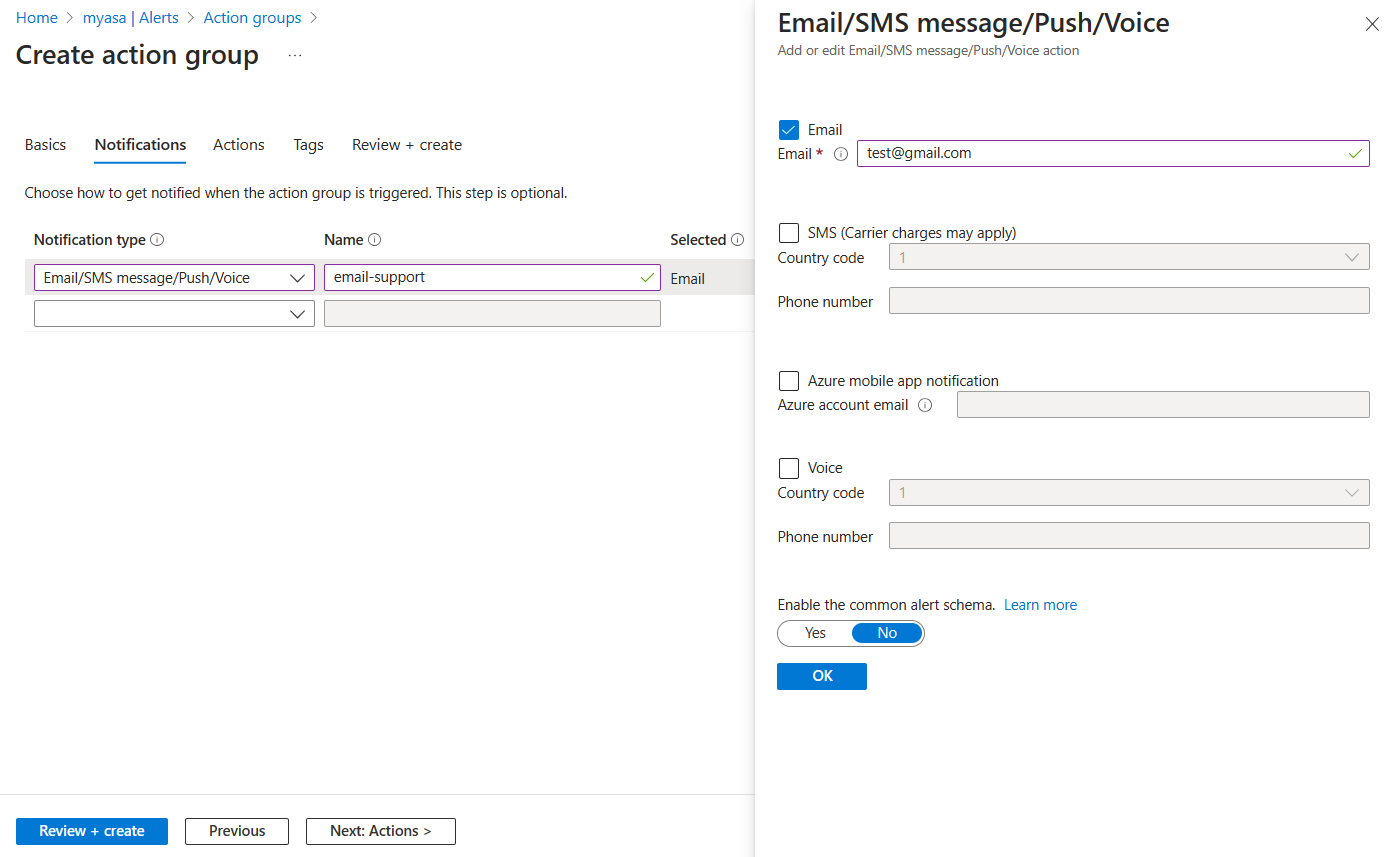 Home > myasa | Alerts > Action groups >
Create action group ...
Basics Notifications Actions Tags Review + create
Choose how to get notified when the action group is triggered. This step is optional.
Notification type Name Selected
Email/SMS message/Push/Voice email-support Email
Review + create Previous Next: Actions >
Email/SMS message/Push/Voice
Add or edit Email/SMS message/Push/Voice action
Email
Email * test@gmail.com
SMS (Carrier charges may apply)
Country code 1
Phone number
Azure mobile app notification
Azure account email
Voice
Country code 1
Phone number
Enable the common alert schema. Learn more
Yes No
OK